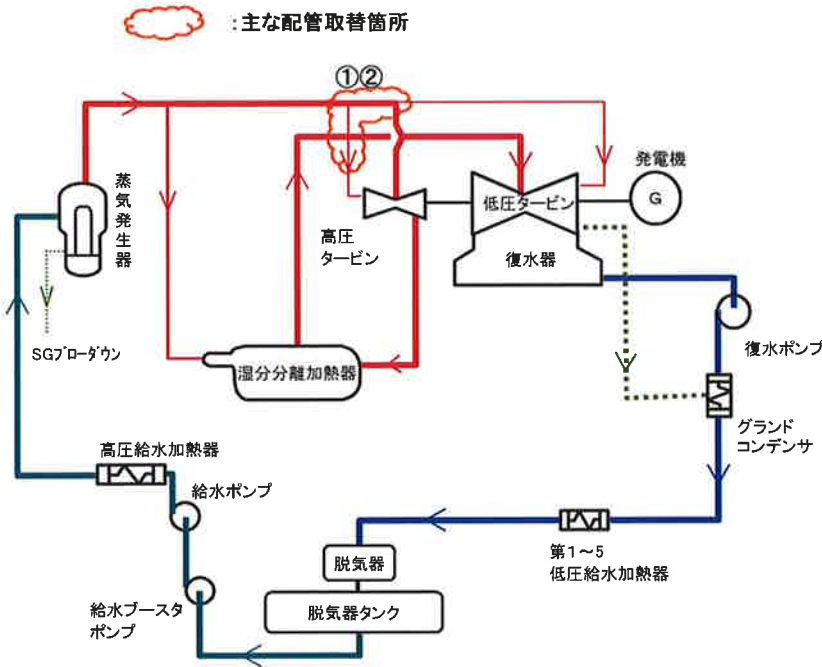 ：主な配管取替箇所
①②
発電機
G
蒸気発生器
低圧タービン
高圧
タービン
復水器
SGブローダウン
復水ポンプ
湿分分離加熱器
グランド
コンデンサ
高圧給水加熱器
給水ポンプ
第1～5
低圧給水加熱器
脱気器
給水ブースタ
ポンプ
脱気器タンク